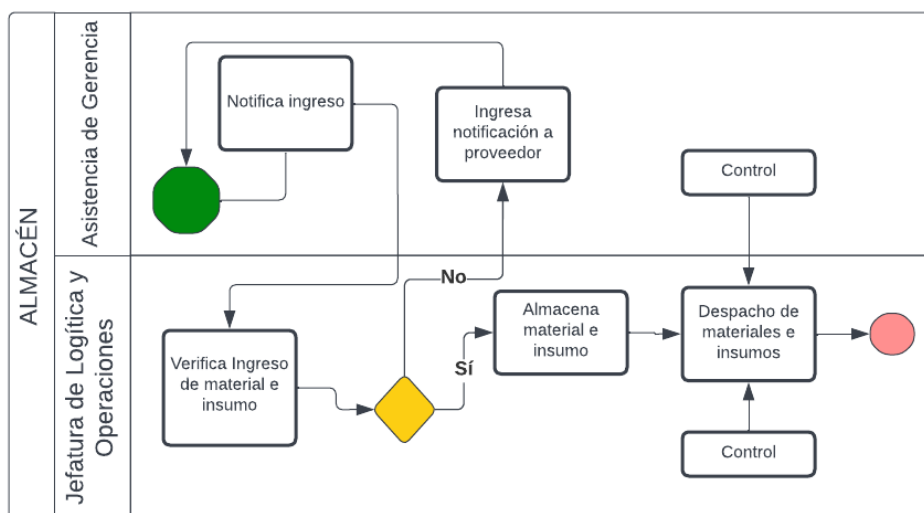 ALMACÉN
Asistencia de Gerencia
Notifica ingreso
Ingresa
notificación a
proveedor
Control
Jefatura de Logítica y
Operaciones
Verifica Ingreso
de material e
insumo
No
Sí
Almacena
material e
insumo
Despacho de
materiales e
insumos
Control